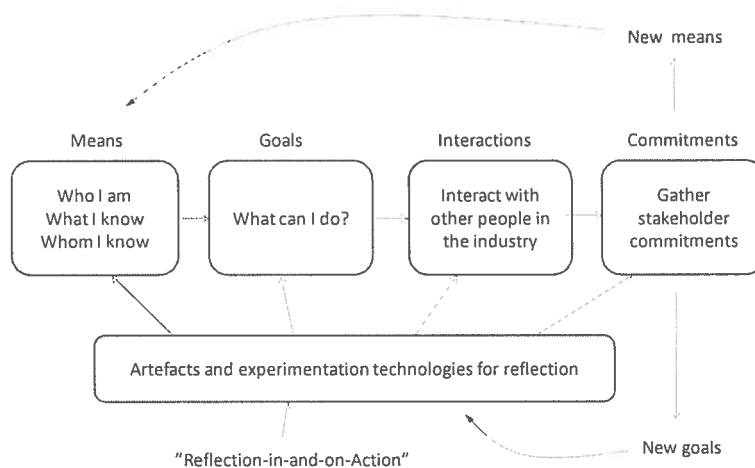 New means
Means
Goals
Interactions
Commitments
Who I am
What I know
Whom I know
What can I do?
Interact with
other people in
the industry
Gather
stakeholder
commitments
Artefacts and experimentation technologies for reflection
New goals
"Reflection-in-and-on-Action"